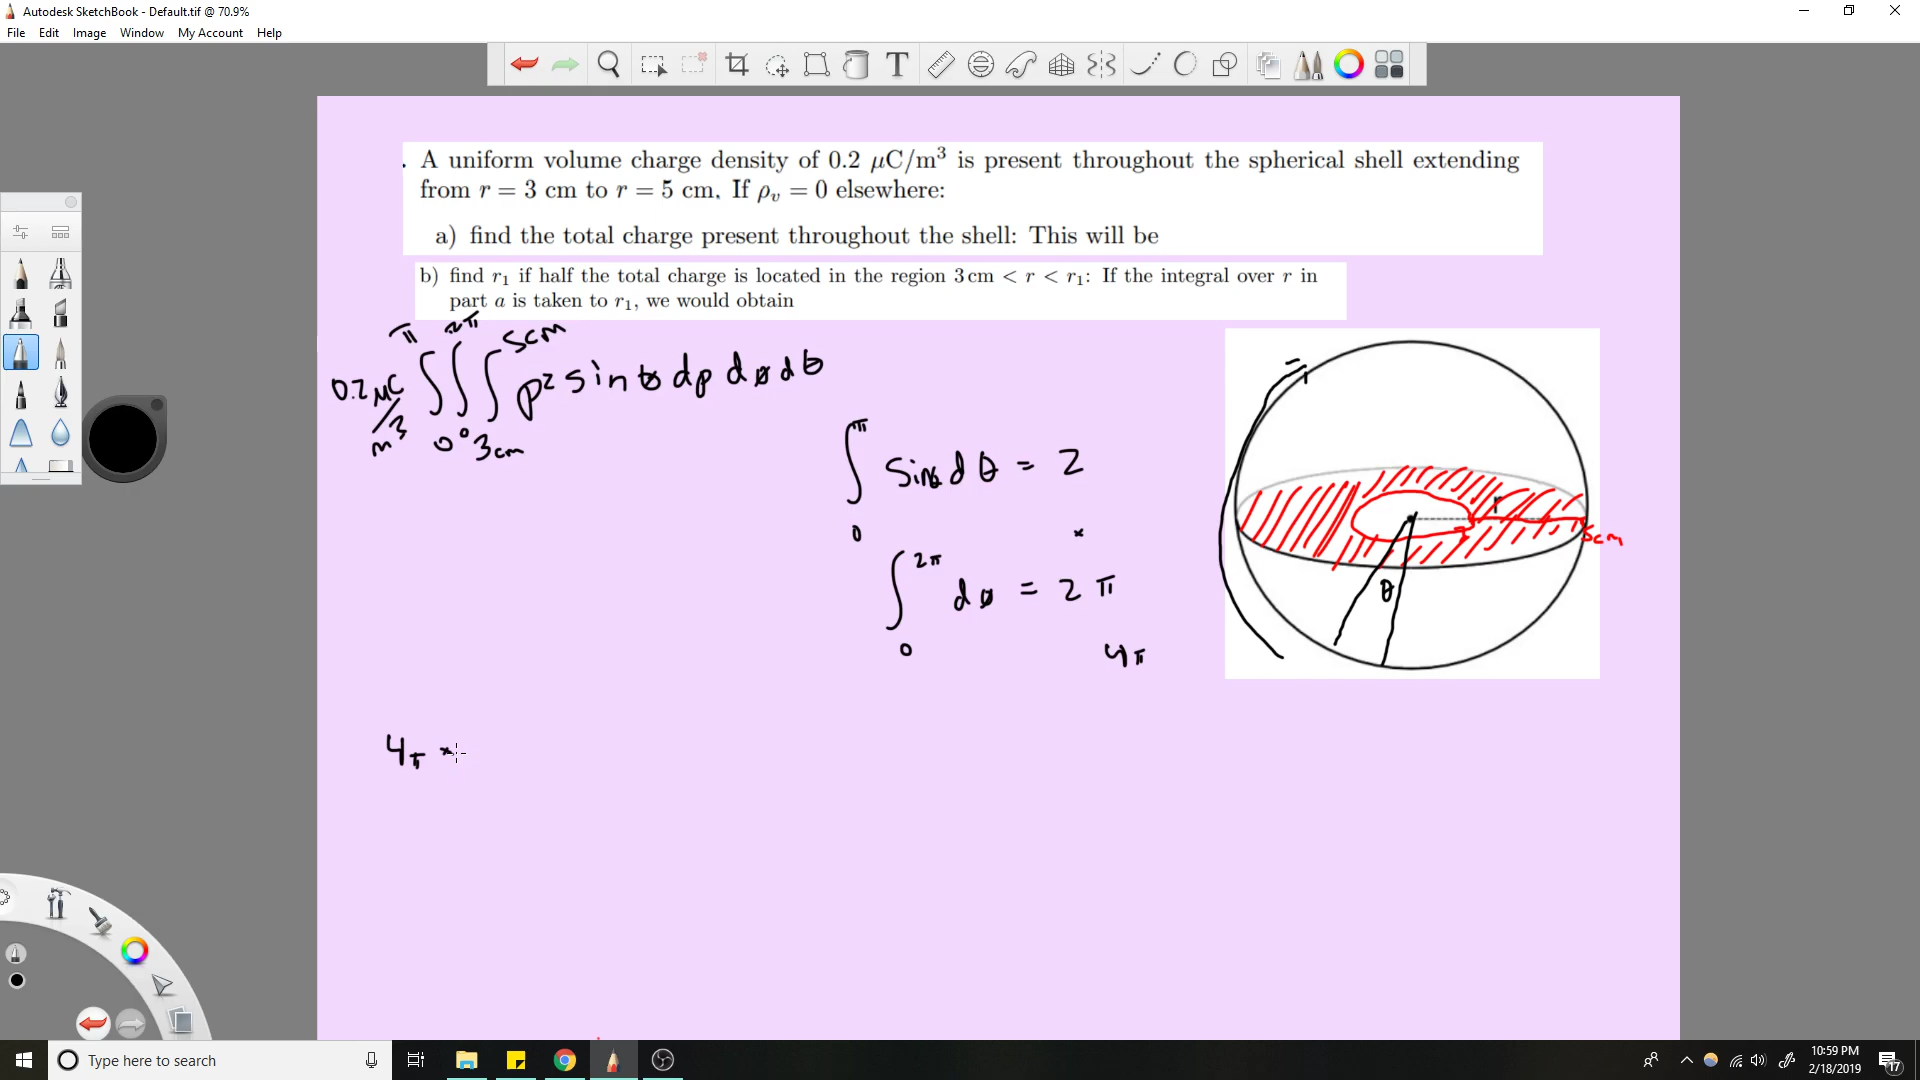 Autodesk SketchBook - Default.tif @ 70.9%
File Edit Image Window My Account Help
. A uniform volume charge density of 0.2 μC/m³ is present throughout the spherical shell extending
from r = 3 cm to r = 5 cm. If ρᵥ = 0 elsewhere:
a) find the total charge present throughout the shell: This will be
b) find r₁ if half the total charge is located in the region 3 cm < r < r₁: If the integral over r in
part a is taken to r₁, we would obtain
π 2π 5cm
0.2 μC/m³ ∫∫∫ ρ² sinθ dρ dø dθ
0 0 3cm
π
∫ sinθ dθ = 2
0
*
2π
∫ dø = 2π
0
4π
4π *
r
5cm
θ
Type here to search
10:59 PM
2/18/2019
17